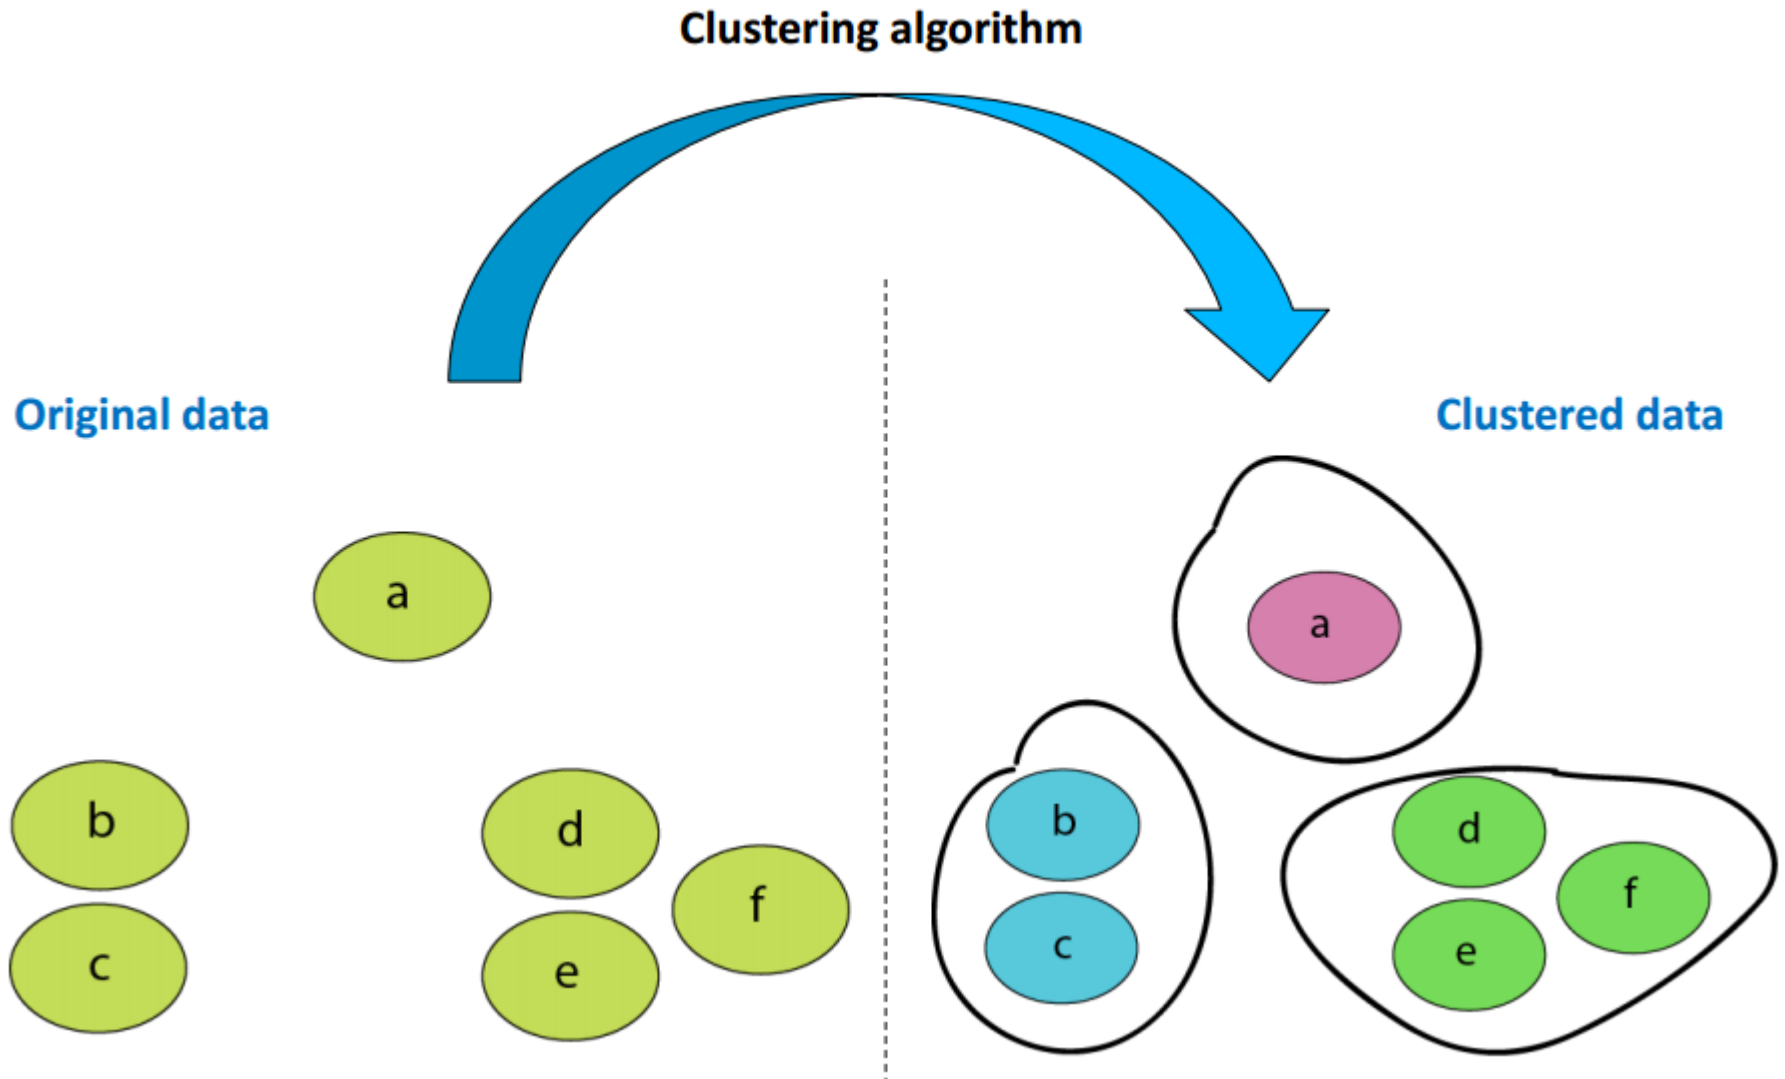 Clustering algorithm
Original data
Clustered data
a
b
c
d
e
f
a
b
c
d
e
f